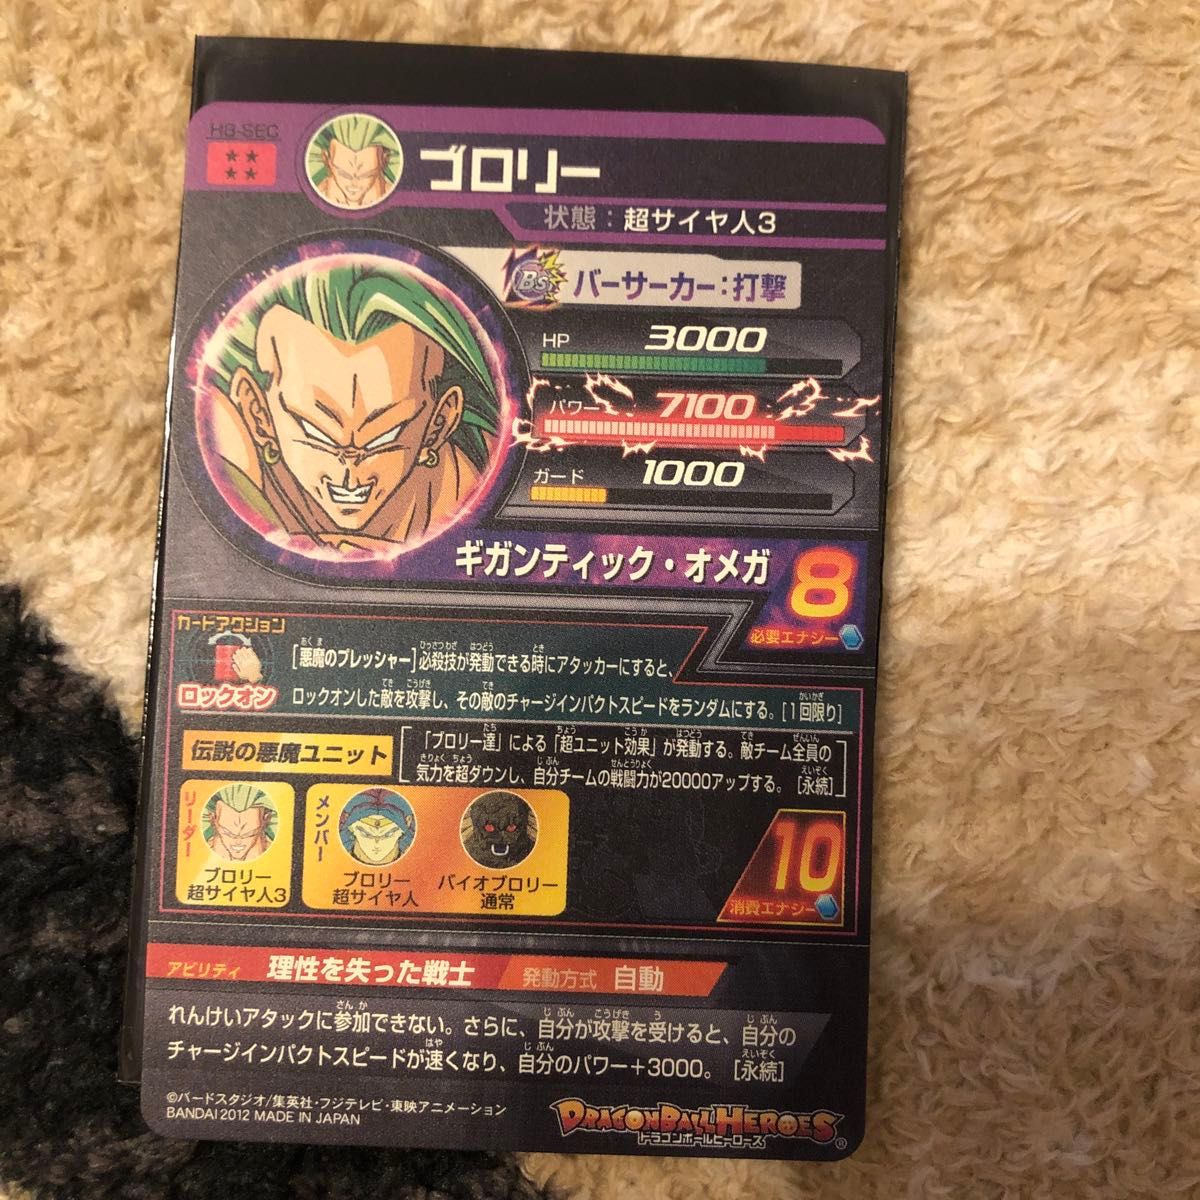 H8-SEC
ブロリー
状態：超サイヤ人3
Bs バーサーカー：打撃
HP 3000
パワー 7100
ガード 1000
ギガンティック・オメガ
8
必要エナジー
カードアクション
ロックオン
[悪魔のプレッシャー]必殺技が発動できる時にアタッカーにすると、
ロックオンした敵を攻撃し、その敵のチャージインパクトスピードをランダムにする。[1回限り]
伝説の悪魔ユニット
「ブロリー達」による「超ユニット効果」が発動する。敵チーム全員の
気力を超ダウンし、自分チームの戦闘力が20000アップする。[永続]
リーダー
ブロリー
超サイヤ人3
メンバー
ブロリー
超サイヤ人
バイオブロリー
通常
10
消費エナジー
アビリティ 理性を失った戦士 発動方式 自動
れんけいアタックに参加できない。さらに、自分が攻撃を受けると、自分の
チャージインパクトスピードが速くなり、自分のパワー+3000。[永続]
©バードスタジオ/集英社・フジテレビ・東映アニメーション
BANDAI 2012 MADE IN JAPAN
DRAGONBALL HEROES
ドラゴンボールヒーローズ
®